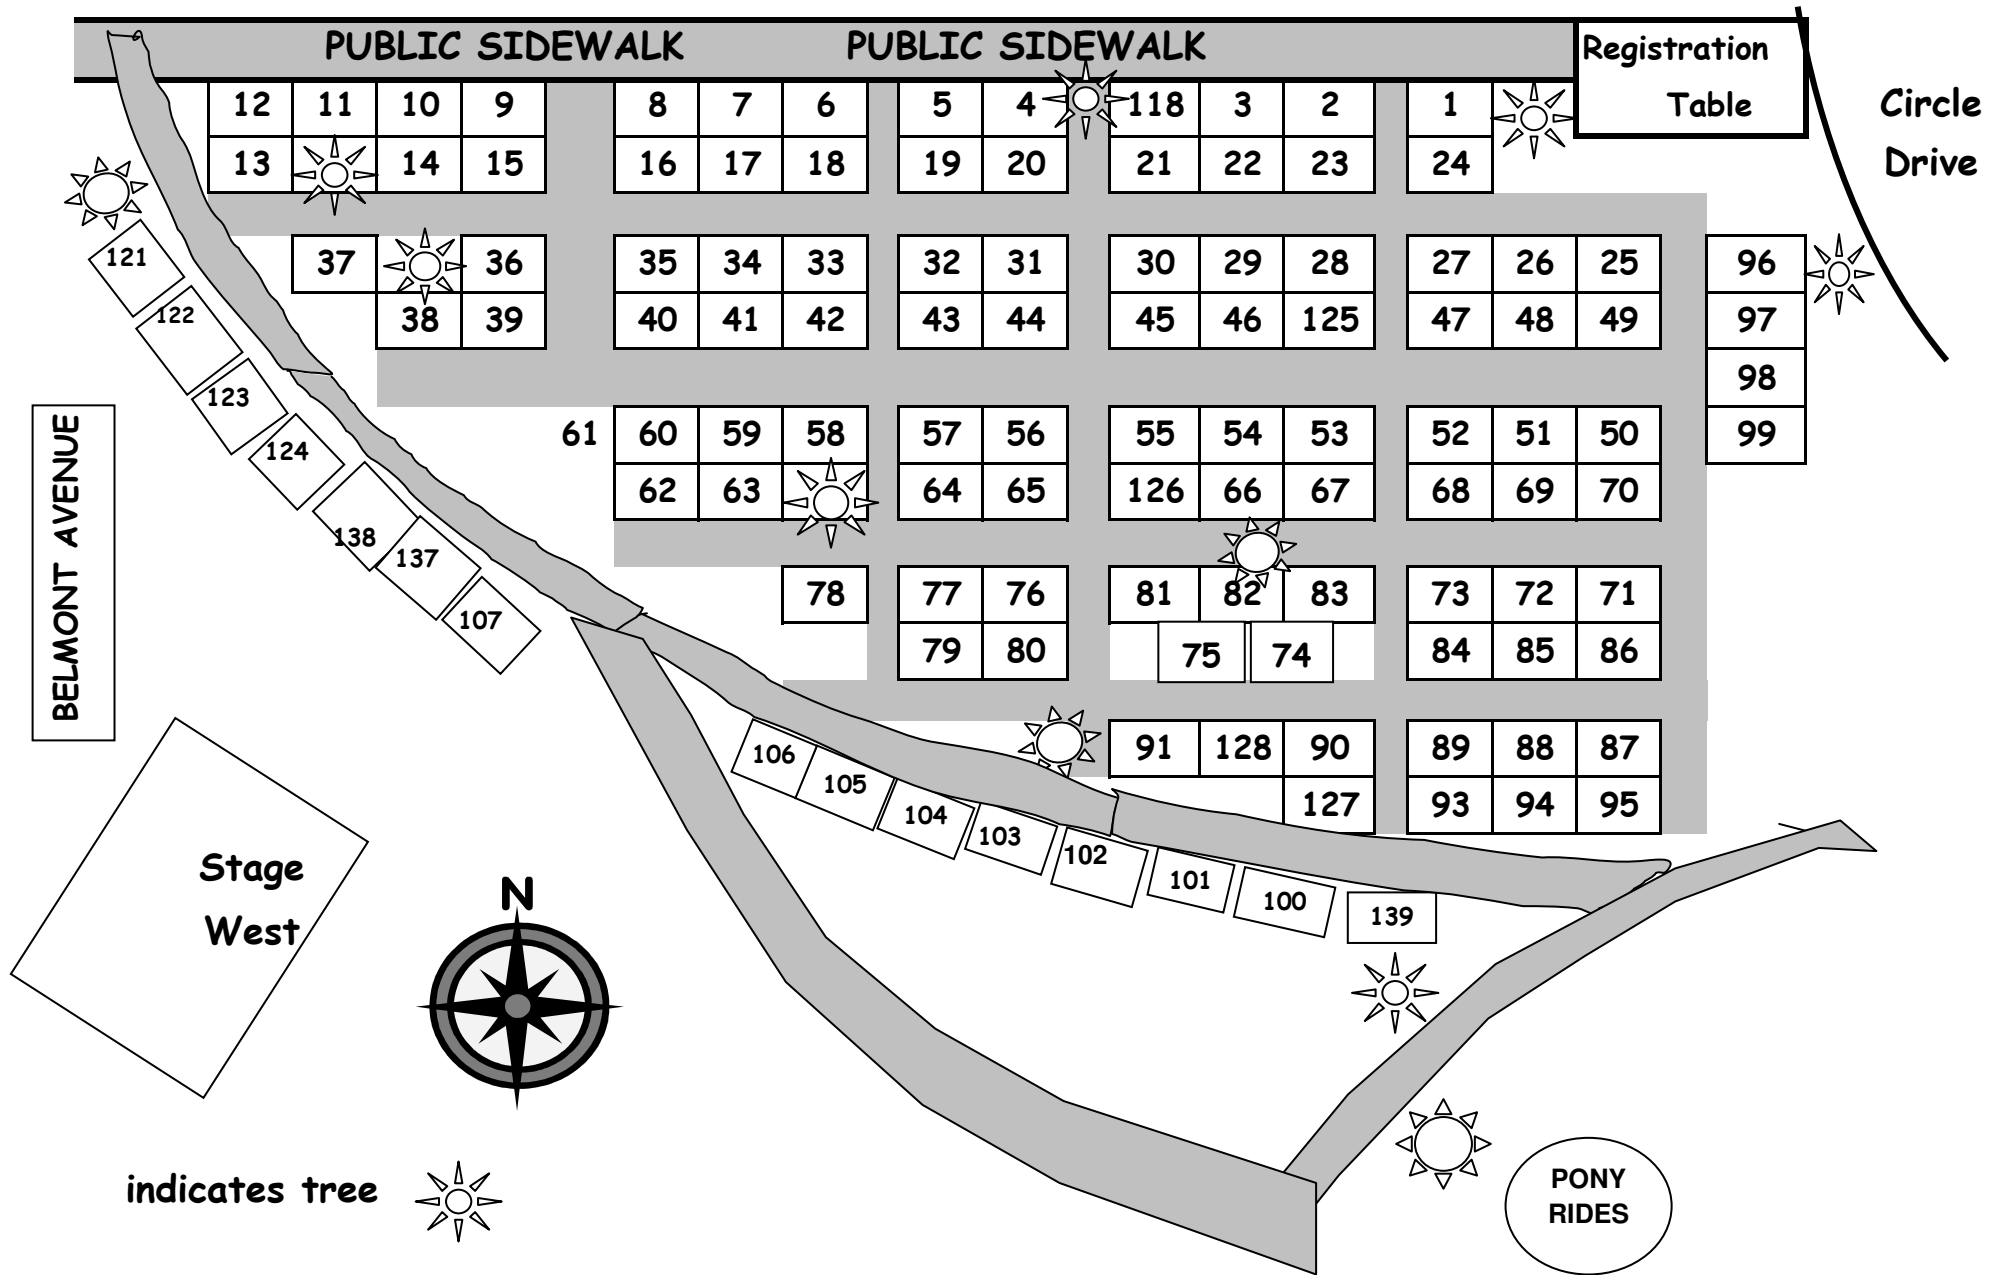 PUBLIC SIDEWALK PUBLIC SIDEWALK
Registration
Table
Circle
Drive
12 11 10 9 8 7 6 5 4 118 3 2 1
13 14 15 16 17 18 19 20 21 22 23 24
37 36 35 34 33 32 31 30 29 28 27 26 25 96
38 39 40 41 42 43 44 45 46 125 47 48 49 97
98
61 60 59 58 57 56 55 54 53 52 51 50 99
62 63 64 65 126 66 67 68 69 70
78 77 76 81 82 83 73 72 71
79 80 75 74 84 85 86
91 128 90 89 88 87
127 93 94 95
121
122
123
124
138
137
107
106
105
104
103
102
101
100
139
BELMONT AVENUE
Stage
West
N
indicates tree
PONY
RIDES